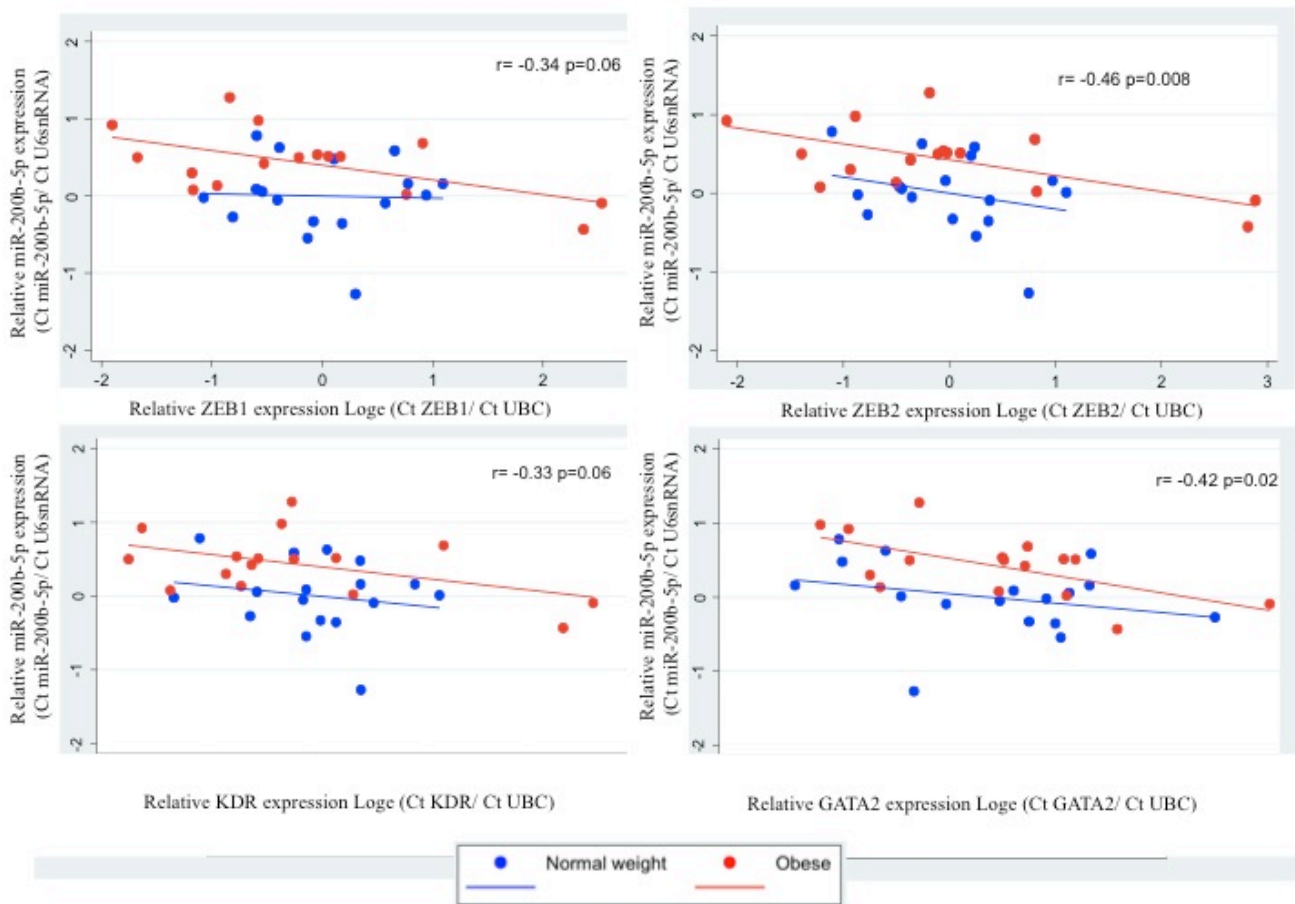 Relative miR-200b-5p expression
(Ct miR-200b-5p/ Ct U6snRNA)
2
1
0
-1
-2
r= -0.34 p=0.06
-2
-1
0
1
2
Relative ZEB1 expression Loge (Ct ZEB1/ Ct UBC)
Relative miR-200b-5p expression
(Ct miR-200b-5p/ Ct U6snRNA)
2
1
0
-1
-2
r= -0.46 p=0.008
-2
-1
0
1
2
3
Relative ZEB2 expression Loge (Ct ZEB2/ Ct UBC)
Relative miR-200b-5p expression
(Ct miR-200b-5p/ Ct U6snRNA)
2
1
0
-1
-2
r= -0.33 p=0.06
Relative KDR expression Loge (Ct KDR/ Ct UBC)
Relative miR-200b-5p expression
(Ct miR-200b-5p/ Ct U6snRNA)
2
1
0
-1
-2
r= -0.42 p=0.02
Relative GATA2 expression Loge (Ct GATA2/ Ct UBC)
Normal weight
Obese